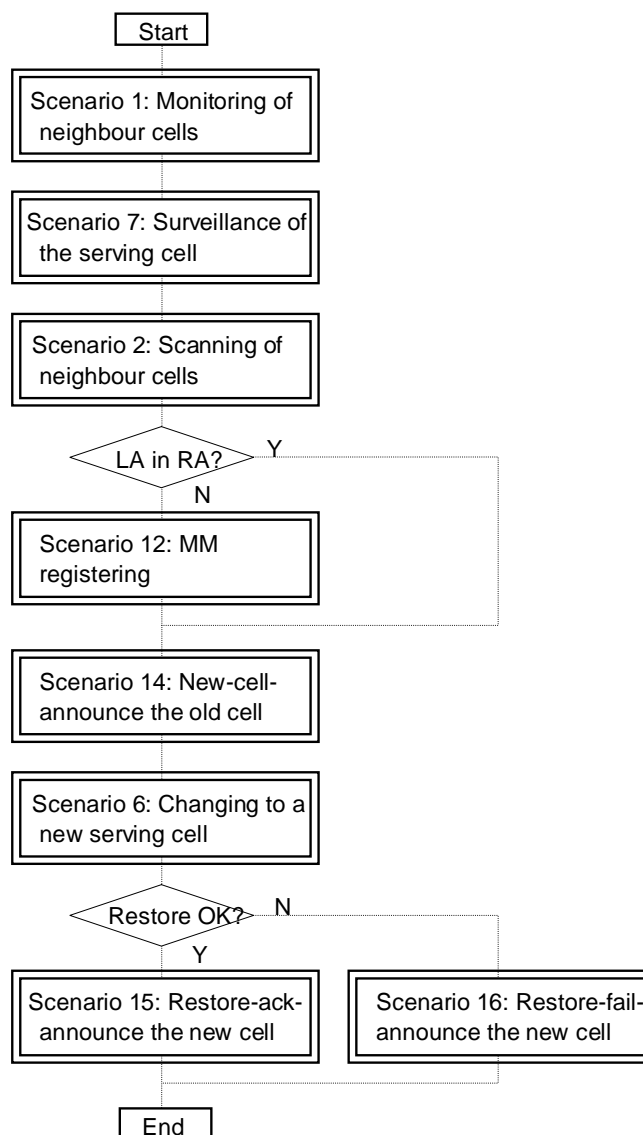 Start
Scenario 1: Monitoring of
neighbour cells
Scenario 7: Surveillance of
the serving cell
Scenario 2: Scanning of
neighbour cells
LA in RA?
Y
N
Scenario 12: MM
registering
Scenario 14: New-cell-
announce the old cell
Scenario 6: Changing to a
new serving cell
Restore OK?
N
Y
Scenario 15: Restore-ack-
announce the new cell
Scenario 16: Restore-fail-
announce the new cell
End